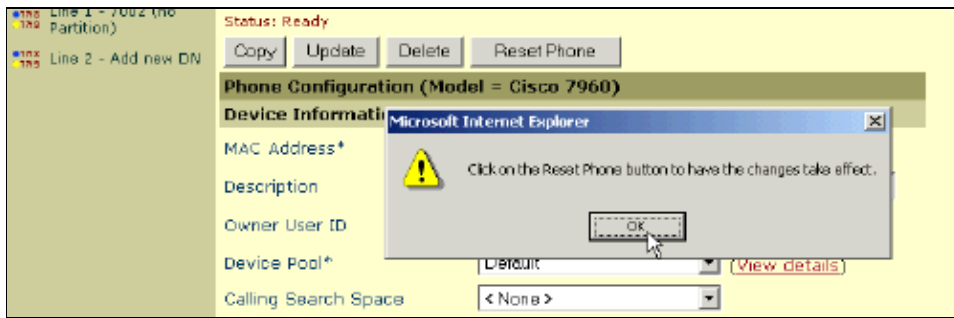 Line 1 - 7002 (no
Partition)
Line 2 - Add new DN
Status: Ready
Copy Update Delete Reset Phone
Phone Configuration (Model = Cisco 7960)
Device Informati
Microsoft Internet Explorer
Click on the Reset Phone button to have the changes take effect.
OK
MAC Address*
Description
Owner User ID
Device Pool* Default (View details)
Calling Search Space < None >